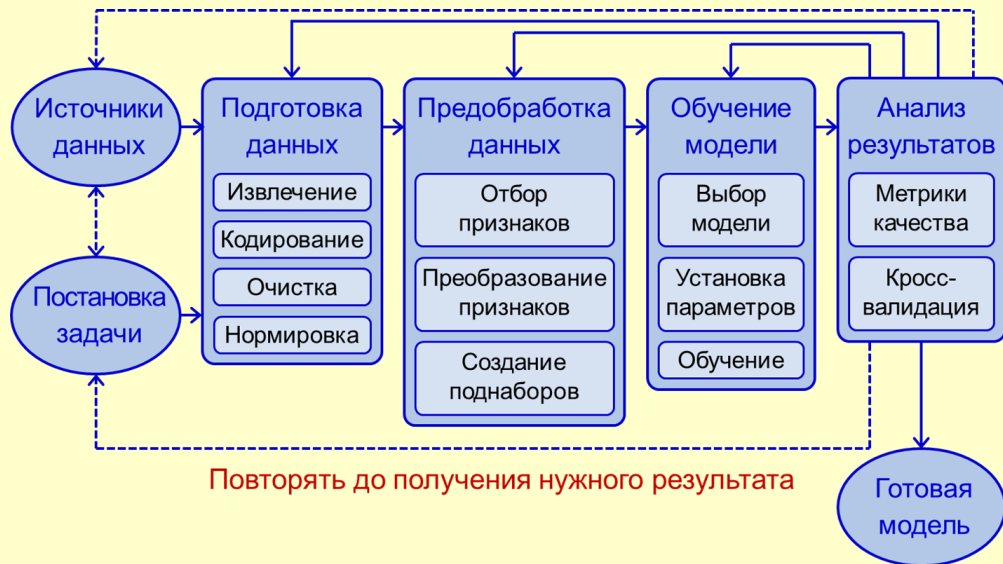 Источники
данных
Постановка
задачи
Подготовка
данных
Извлечение
Кодирование
Очистка
Нормировка
Предобработка
данных
Отбор
признаков
Преобразование
признаков
Создание
поднаборов
Обучение
модели
Выбор
модели
Установка
параметров
Обучение
Анализ
результатов
Метрики
качества
Кросс-
валидация
Повторять до получения нужного результата
Готовая
модель